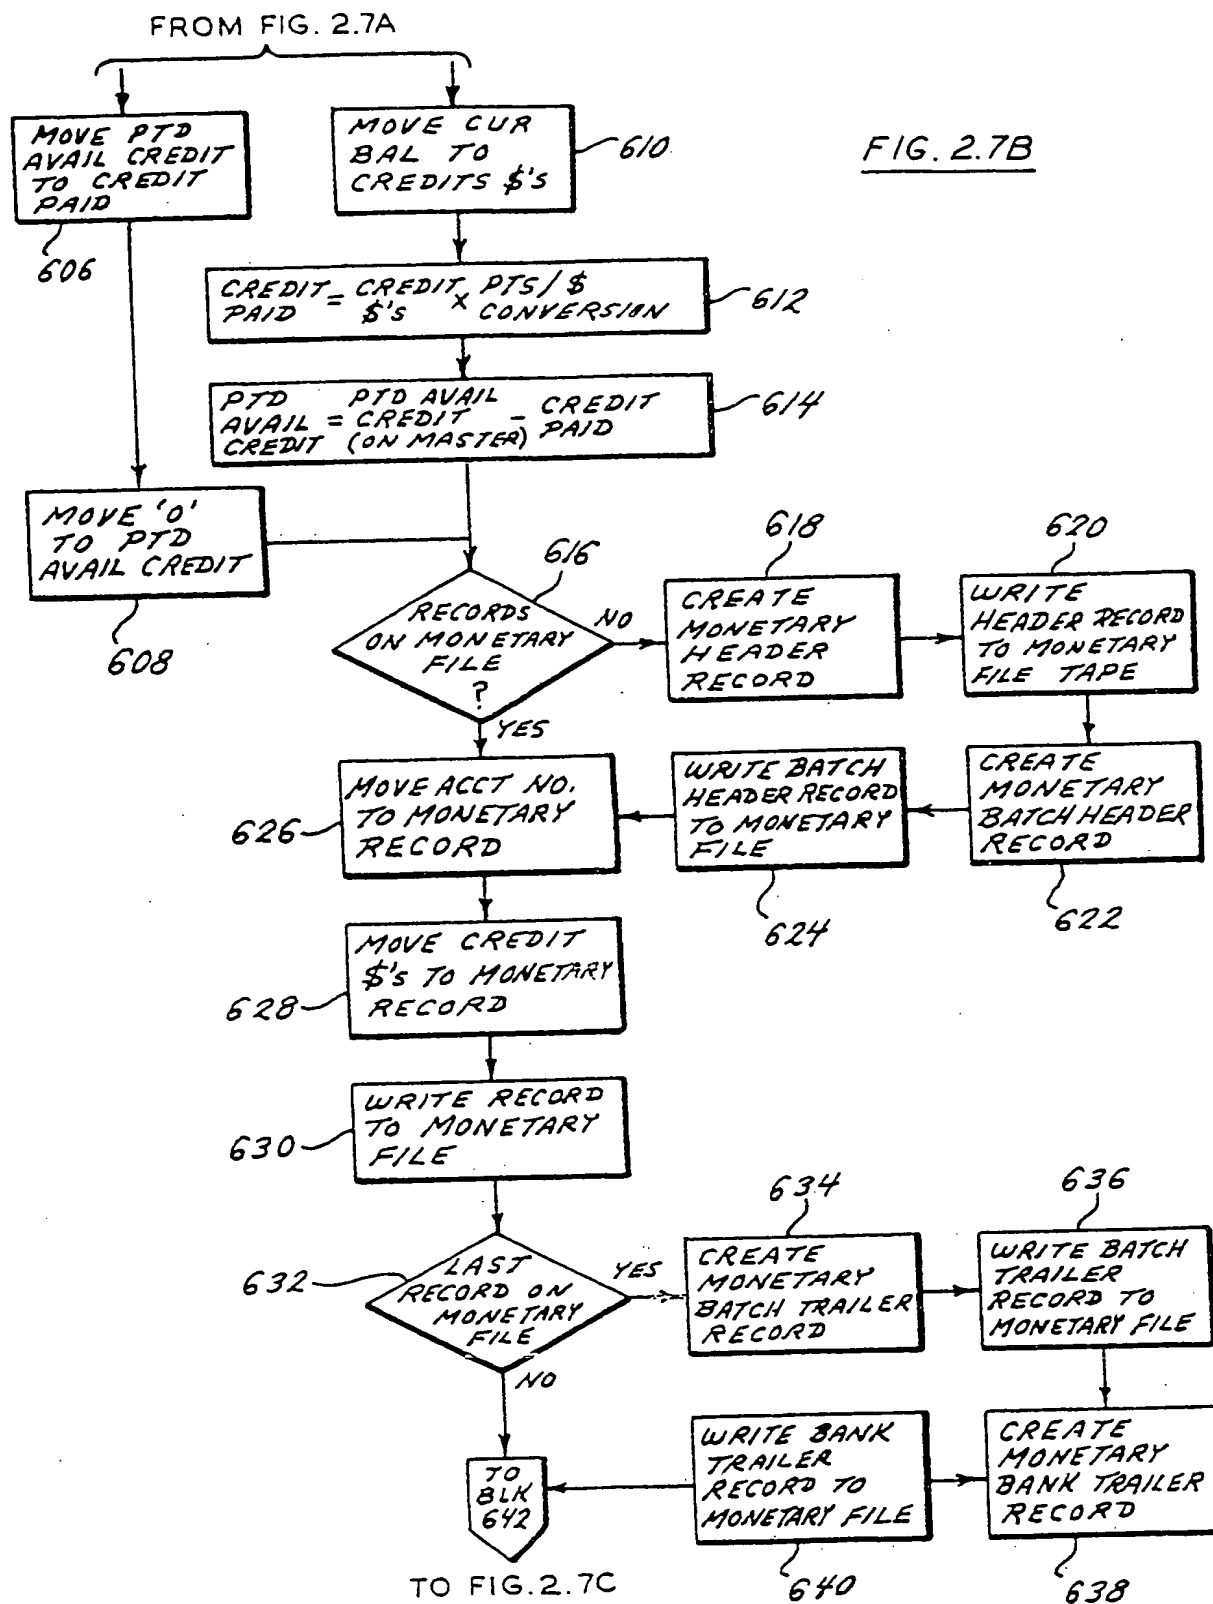 FROM FIG. 2.7A
MOVE PTD
AVAIL CREDIT
TO CREDIT
PAID
606
MOVE CUR
BAL TO
CREDITS $'S
610
FIG. 2.7B
CREDIT = CREDIT × PTS/$
PAID $'s CONVERSION
612
PTD PTD AVAIL
AVAIL = CREDIT - CREDIT
CREDIT (ON MASTER) PAID
614
MOVE '0'
TO PTD
AVAIL CREDIT
608
616
RECORDS
ON MONETARY
FILE
?
NO
YES
618
CREATE
MONETARY
HEADER
RECORD
620
WRITE
HEADER RECORD
TO MONETARY
FILE TAPE
CREATE
MONETARY
BATCH HEADER
RECORD
622
WRITE BATCH
HEADER RECORD
TO MONETARY
FILE
624
MOVE ACCT NO.
TO MONETARY
RECORD
626
MOVE CREDIT
$'s TO MONETARY
RECORD
628
WRITE RECORD
TO MONETARY
FILE
630
632
LAST
RECORD ON
MONETARY
FILE
YES
NO
634
CREATE
MONETARY
BATCH TRAILER
RECORD
636
WRITE BATCH
TRAILER
RECORD TO
MONETARY FILE
CREATE
MONETARY
BANK TRAILER
RECORD
638
WRITE BANK
TRAILER
RECORD TO
MONETARY FILE
640
TO
BLK
642
TO FIG. 2.7C